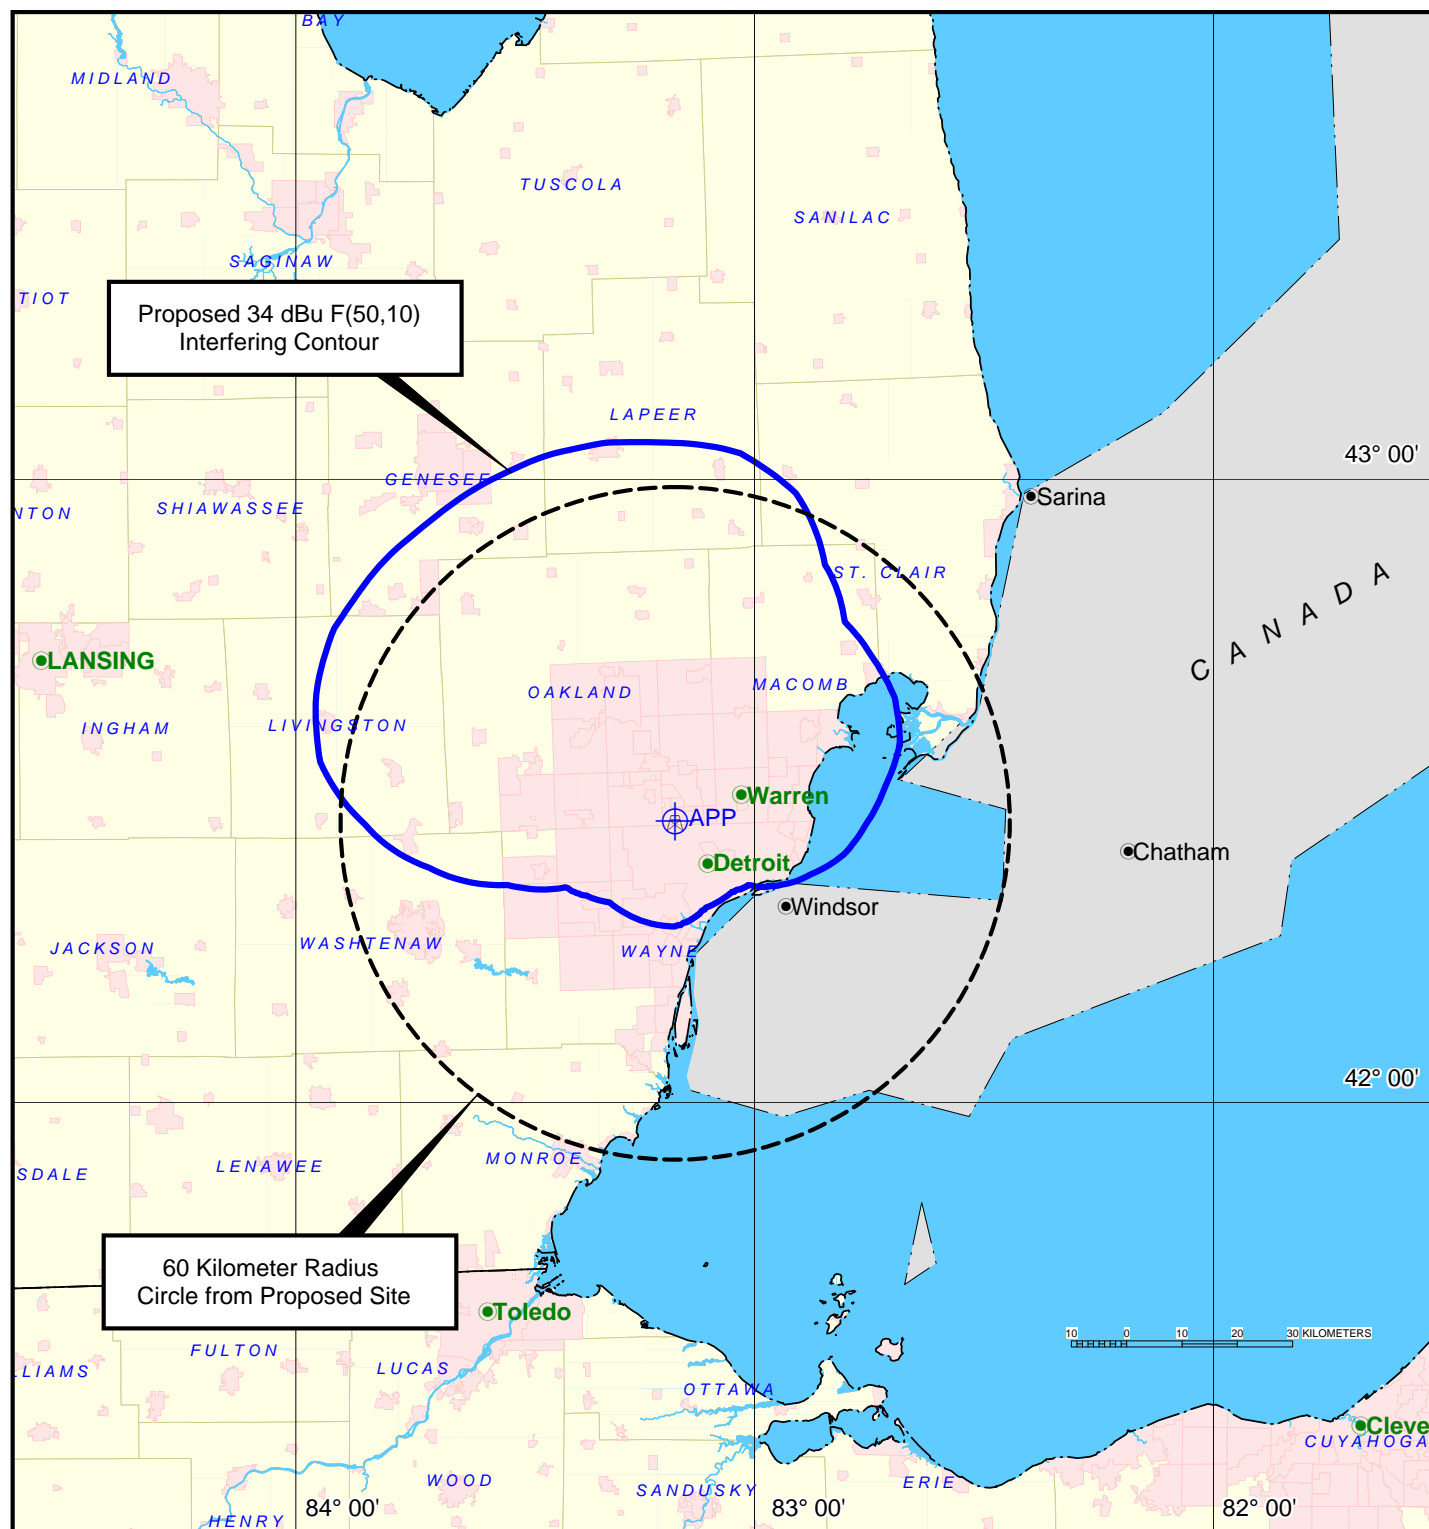 BAY
MIDLAND
TUSCOLA
SANILAC
SAGINAW
TIOT
Proposed 34 dBu F(50,10)
Interfering Contour
LAPEER
43° 00'
GENESEE
Sarina
SHIAWASSEE
NTON
ST. CLAIR
CANADA
LANSING
OAKLAND
MACOMB
INGHAM
LIVINGSTON
Warren
APP
Chatham
Detroit
Windsor
JACKSON
WASHTENAW
WAYNE
42° 00'
MONROE
LENAWEE
SDALE
60 Kilometer Radius
Circle from Proposed Site
Toledo
10 0 10 20 30 KILOMETERS
FULTON
LLIAMS
LUCAS
OTTAWA
Cleve
CUYAHOGA
WOOD
SANDUSKY
ERIE
84° 00'
83° 00'
82° 00'
HENRY